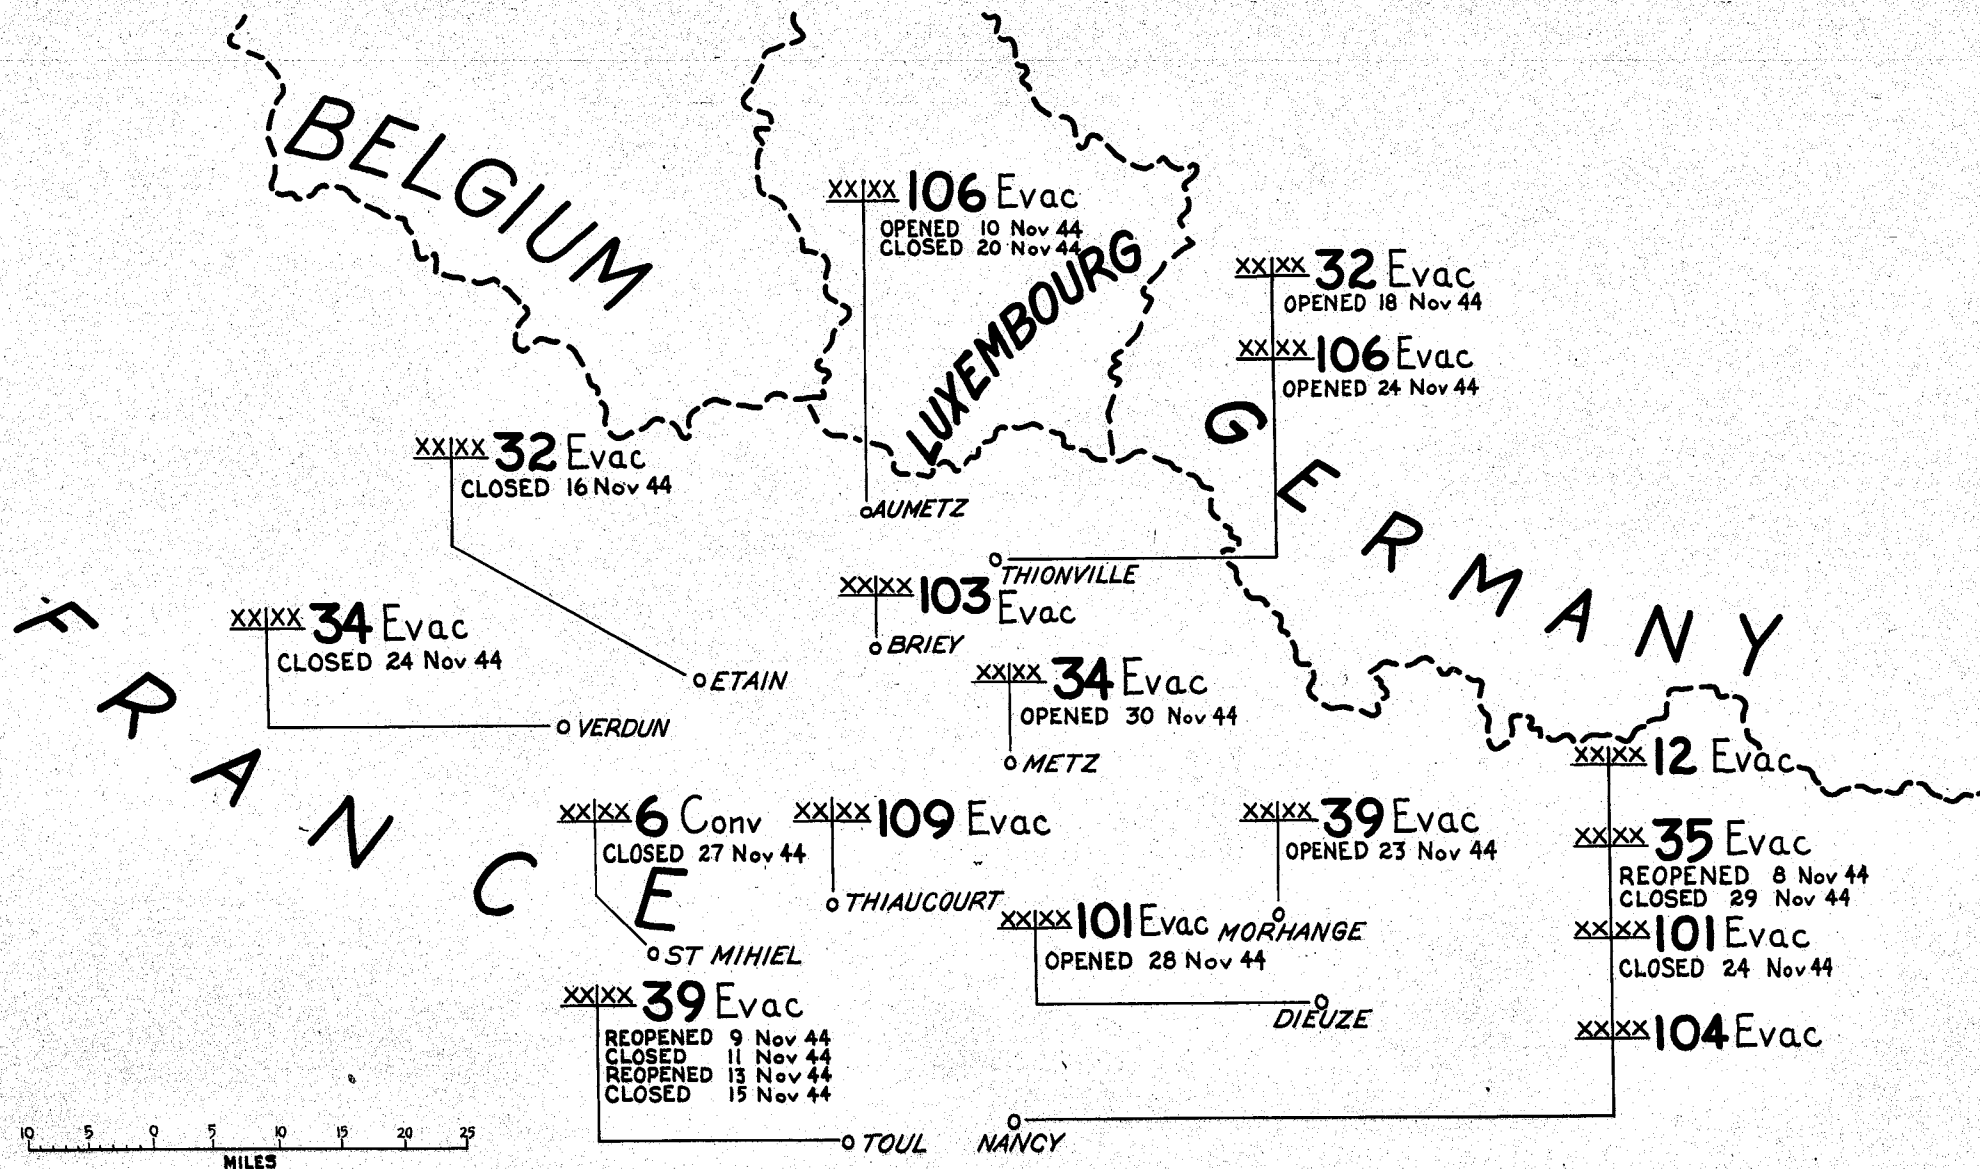 BELGIUM
XX XX 106 Evac
OPENED 10 Nov 44
CLOSED 20 Nov 44
LUXEMBOURG
AUMETZ
XX XX 32 Evac
OPENED 18 Nov 44
XX XX 106 Evac
OPENED 24 Nov 44
GERMANY
THIONVILLE
XX XX 32 Evac
CLOSED 16 Nov 44
ETAIN
XX XX 103 Evac
BRIEY
XX XX 34 Evac
CLOSED 24 Nov 44
VERDUN
FRANCE
XX XX 34 Evac
OPENED 30 Nov 44
METZ
XX XX 6 Conv
CLOSED 27 Nov 44
ST MIHIEL
XX XX 109 Evac
THIAUCOURT
XX XX 39 Evac
OPENED 23 Nov 44
MORHANGE
XX XX 101 Evac
OPENED 28 Nov 44
DIEUZE
XX XX 12 Evac
XX XX 35 Evac
REOPENED 8 Nov 44
CLOSED 29 Nov 44
XX XX 101 Evac
CLOSED 24 Nov 44
XX XX 104 Evac
NANCY
XX XX 39 Evac
REOPENED 9 Nov 44
CLOSED 11 Nov 44
REOPENED 13 Nov 44
CLOSED 15 Nov 44
TOUL
10 5 0 5 10 15 20 25
MILES